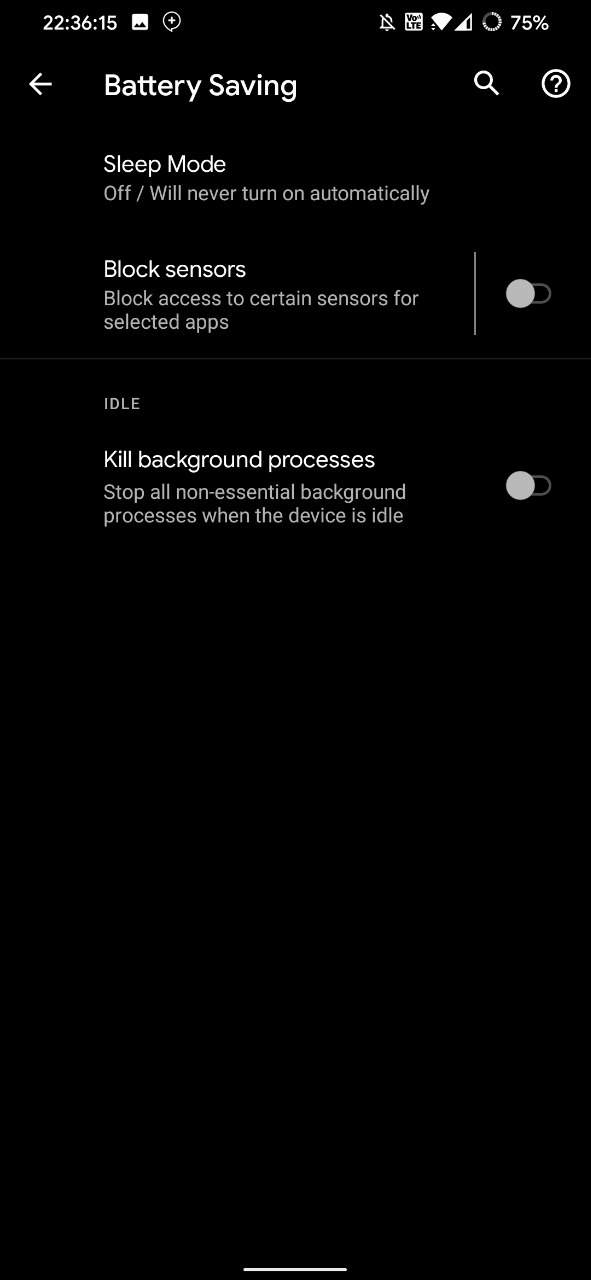 22:36:15 Vo LTE 75%
Battery Saving
Sleep Mode
Off / Will never turn on automatically
Block sensors
Block access to certain sensors for
selected apps
IDLE
Kill background processes
Stop all non-essential background
processes when the device is idle